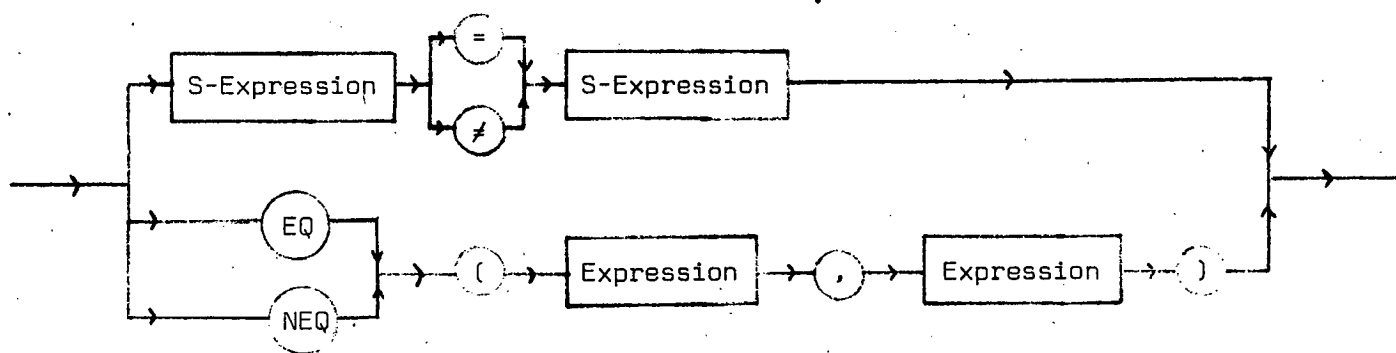 =
S-Expression S-Expression
≠
EQ
( Expression , Expression )
NEQ